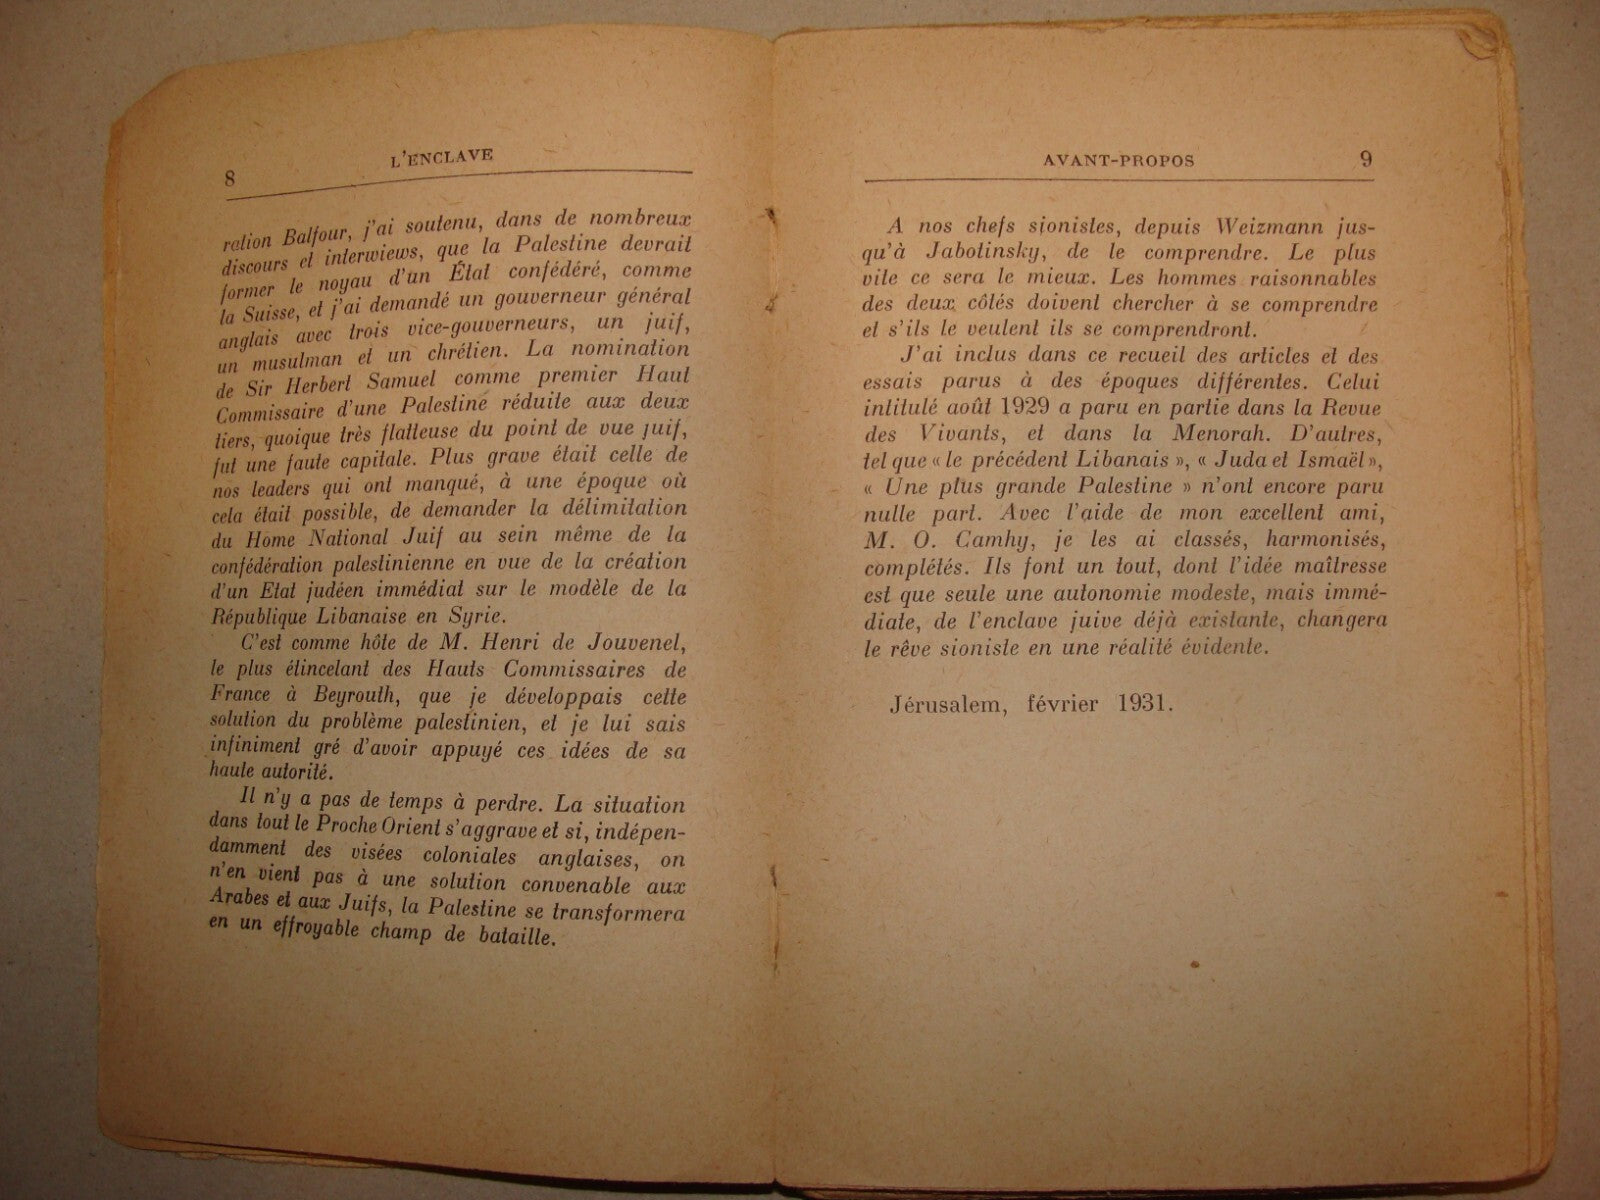 8
L'ENCLAVE
ration Balfour, j'ai soutenu, dans de nombreux
discours et interwiews, que la Palestine devrait
former le noyau d'un État confédéré, comme
la Suisse, et j'ai demandé un gouverneur général
anglais avec trois vice-gouverneurs, un juif,
un musulman et un chrétien. La nomination
de Sir Herbert Samuel comme premier Haut
Commissaire d'une Palestine réduite aux deux
tiers, quoique très flatteuse du point de vue juif,
fut une faute capitale. Plus grave était celle de
nos leaders qui ont manqué, à une époque où
cela était possible, de demander la délimitation
du Home National Juif au sein même de la
confédération palestinienne en vue de la création
d'un Etat judéen immédiat sur le modèle de la
République Libanaise en Syrie.
C'est comme hôte de M. Henri de Jouvenel,
le plus étincelant des Hauts Commissaires de
France à Beyrouth, que je développais cette
solution du problème palestinien, et je lui sais
infiniment gré d'avoir appuyé ces idées de sa
haute autorité.
Il n'y a pas de temps à perdre. La situation
dans tout le Proche Orient s'aggrave et si, indépen-
damment des visées coloniales anglaises, on
n'en vient pas à une solution convenable aux
Arabes et aux Juifs, la Palestine se transformera
en un effroyable champ de bataille.
AVANT-PROPOS
9
A nos chefs sionistes, depuis Weizmann jus-
qu'à Jabotinsky, de le comprendre. Le plus
vite ce sera le mieux. Les hommes raisonnables
des deux côtés doivent chercher à se comprendre
et s'ils le veulent ils se comprendront.
J'ai inclus dans ce recueil des articles et des
essais parus à des époques différentes. Celui
intitulé août 1929 a paru en partie dans la Revue
des Vivants, et dans la Menorah. D'autres,
tel que « le précédent Libanais », « Juda et Ismaël »,
« Une plus grande Palestine » n'ont encore paru
nulle part. Avec l'aide de mon excellent ami,
M. O. Camhy, je les ai classés, harmonisés,
complétés. Ils font un tout, dont l'idée maîtresse
est que seule une autonomie modeste, mais immé-
diate, de l'enclave juive déjà existante, changera
le rêve sioniste en une réalité évidente.
Jérusalem, février 1931.